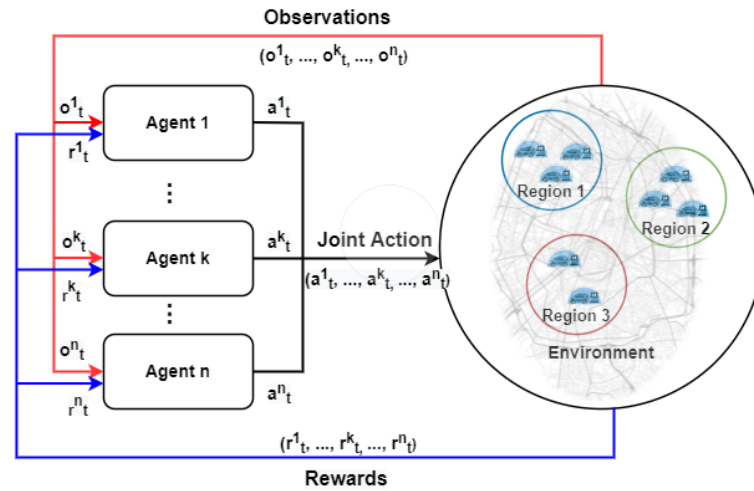 Observations
(o¹ₜ, ..., oᵏₜ, ..., oⁿₜ)
o¹ₜ
Agent 1
a¹ₜ
r¹ₜ
⋮
oᵏₜ
Agent k
aᵏₜ
rᵏₜ
⋮
oⁿₜ
Agent n
aⁿₜ
rⁿₜ
Joint Action
(a¹ₜ, ..., aᵏₜ, ..., aⁿₜ)
Region 1
Region 2
Region 3
Environment
(r¹ₜ, ..., rᵏₜ, ..., rⁿₜ)
Rewards